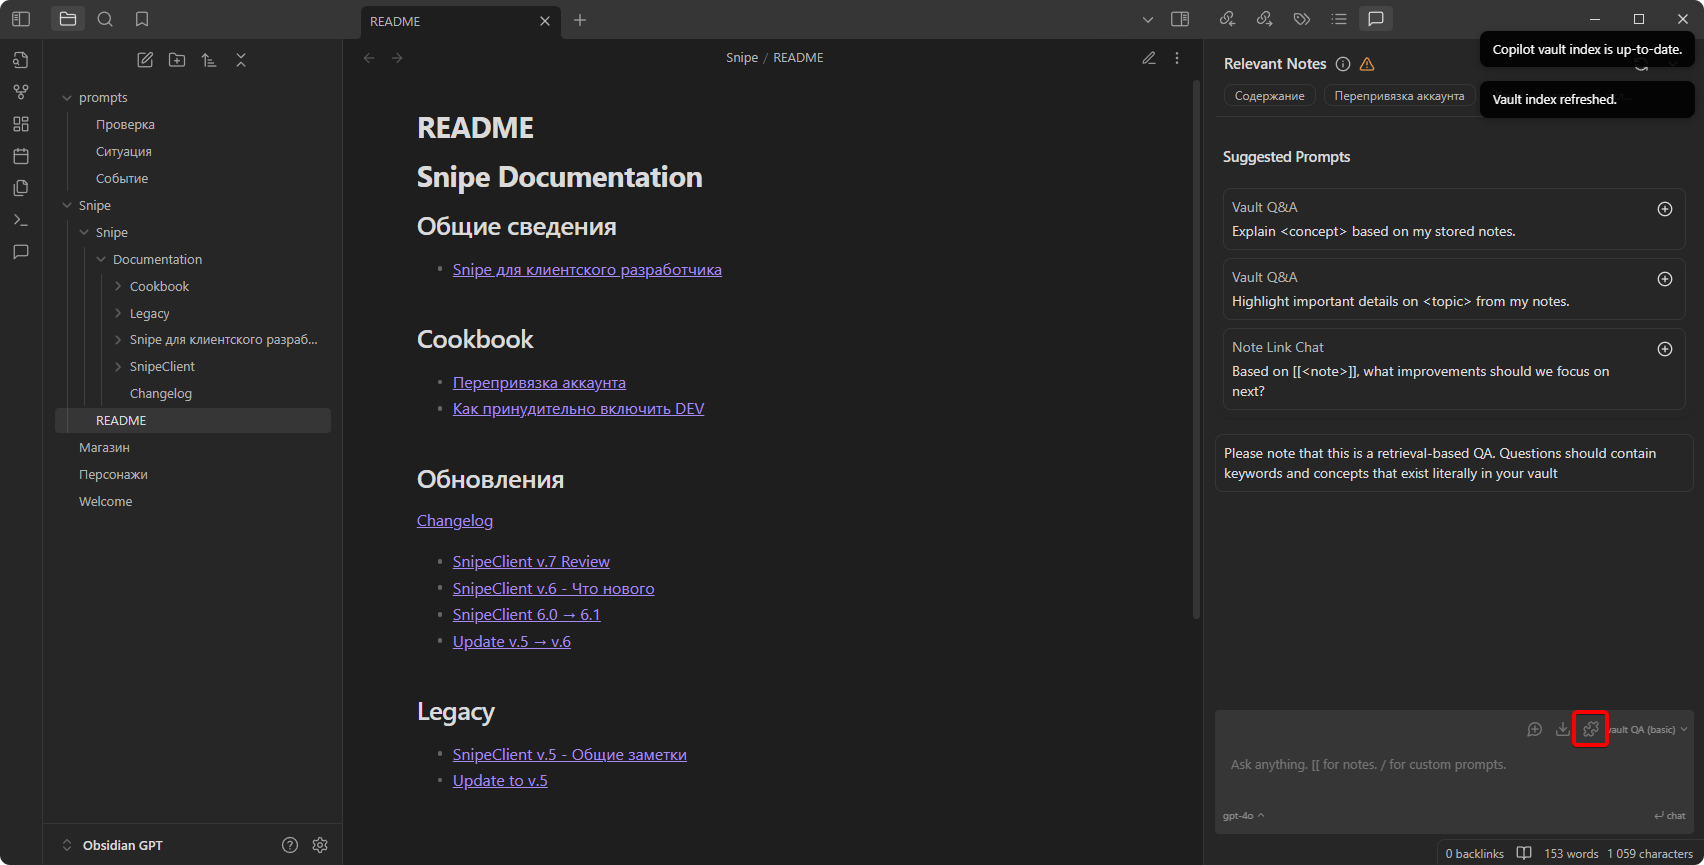 README
Copilot vault index is up-to-date.
Vault index refreshed.
prompts
Проверка
Ситуация
Событие
Snipe
Snipe
Documentation
Cookbook
Legacy
Snipe для клиентского разраб...
SnipeClient
Changelog
README
Магазин
Персонажи
Welcome
Obsidian GPT
Snipe / README
README
Snipe Documentation
Общие сведения
Snipe для клиентского разработчика
Cookbook
Перепривязка аккаунта
Как принудительно включить DEV
Обновления
Changelog
SnipeClient v.7 Review
SnipeClient v.6 - Что нового
SnipeClient 6.0 → 6.1
Update v.5 → v.6
Legacy
SnipeClient v.5 - Общие заметки
Update to v.5
Relevant Notes
Содержание
Перепривязка аккаунта
Suggested Prompts
Vault Q&A
Explain <concept> based on my stored notes.
Vault Q&A
Highlight important details on <topic> from my notes.
Note Link Chat
Based on [[<note>]], what improvements should we focus on
next?
Please note that this is a retrieval-based QA. Questions should contain
keywords and concepts that exist literally in your vault
vault QA (basic)
Ask anything. [[ for notes. / for custom prompts.
gpt-4o
chat
0 backlinks
153 words
1 059 characters